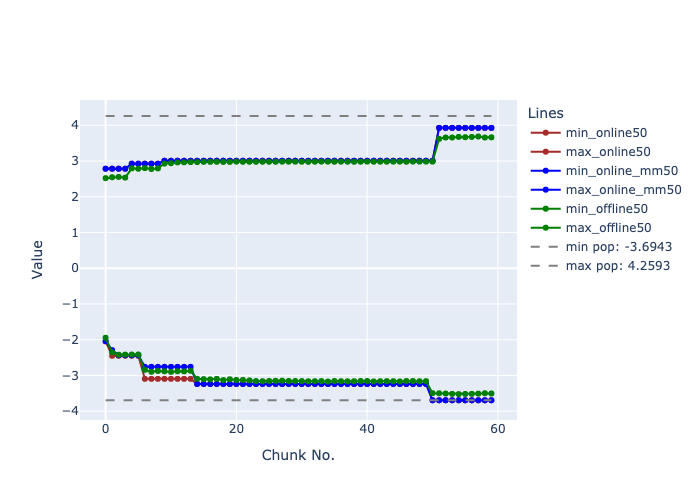 Lines
min_online50
max_online50
min_online_mm50
max_online_mm50
min_offline50
max_offline50
min pop: -3.6943
max pop: 4.2593
Value
4
3
2
1
0
−1
−2
−3
−4
0
20
40
60
Chunk No.